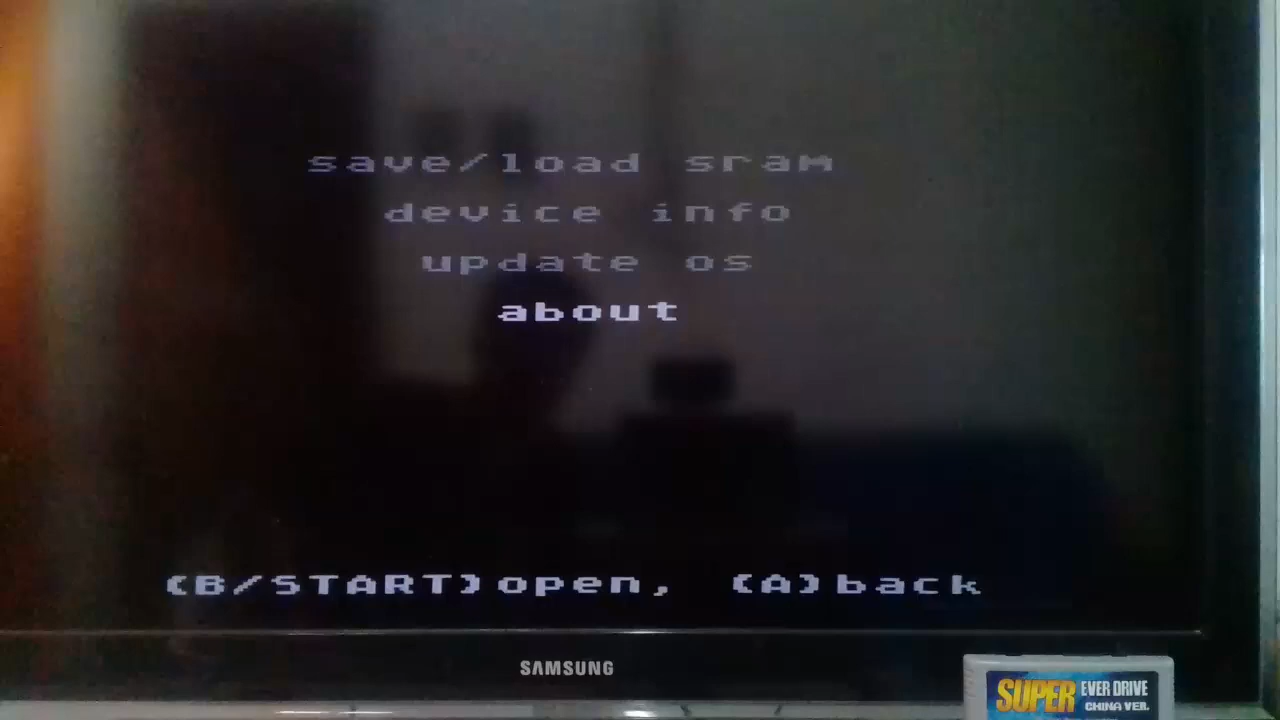 save/load sram
device info
update os
about
(B/START)open, (A)back
SAMSUNG
SUPER EVER DRIVE
CHINA VER.